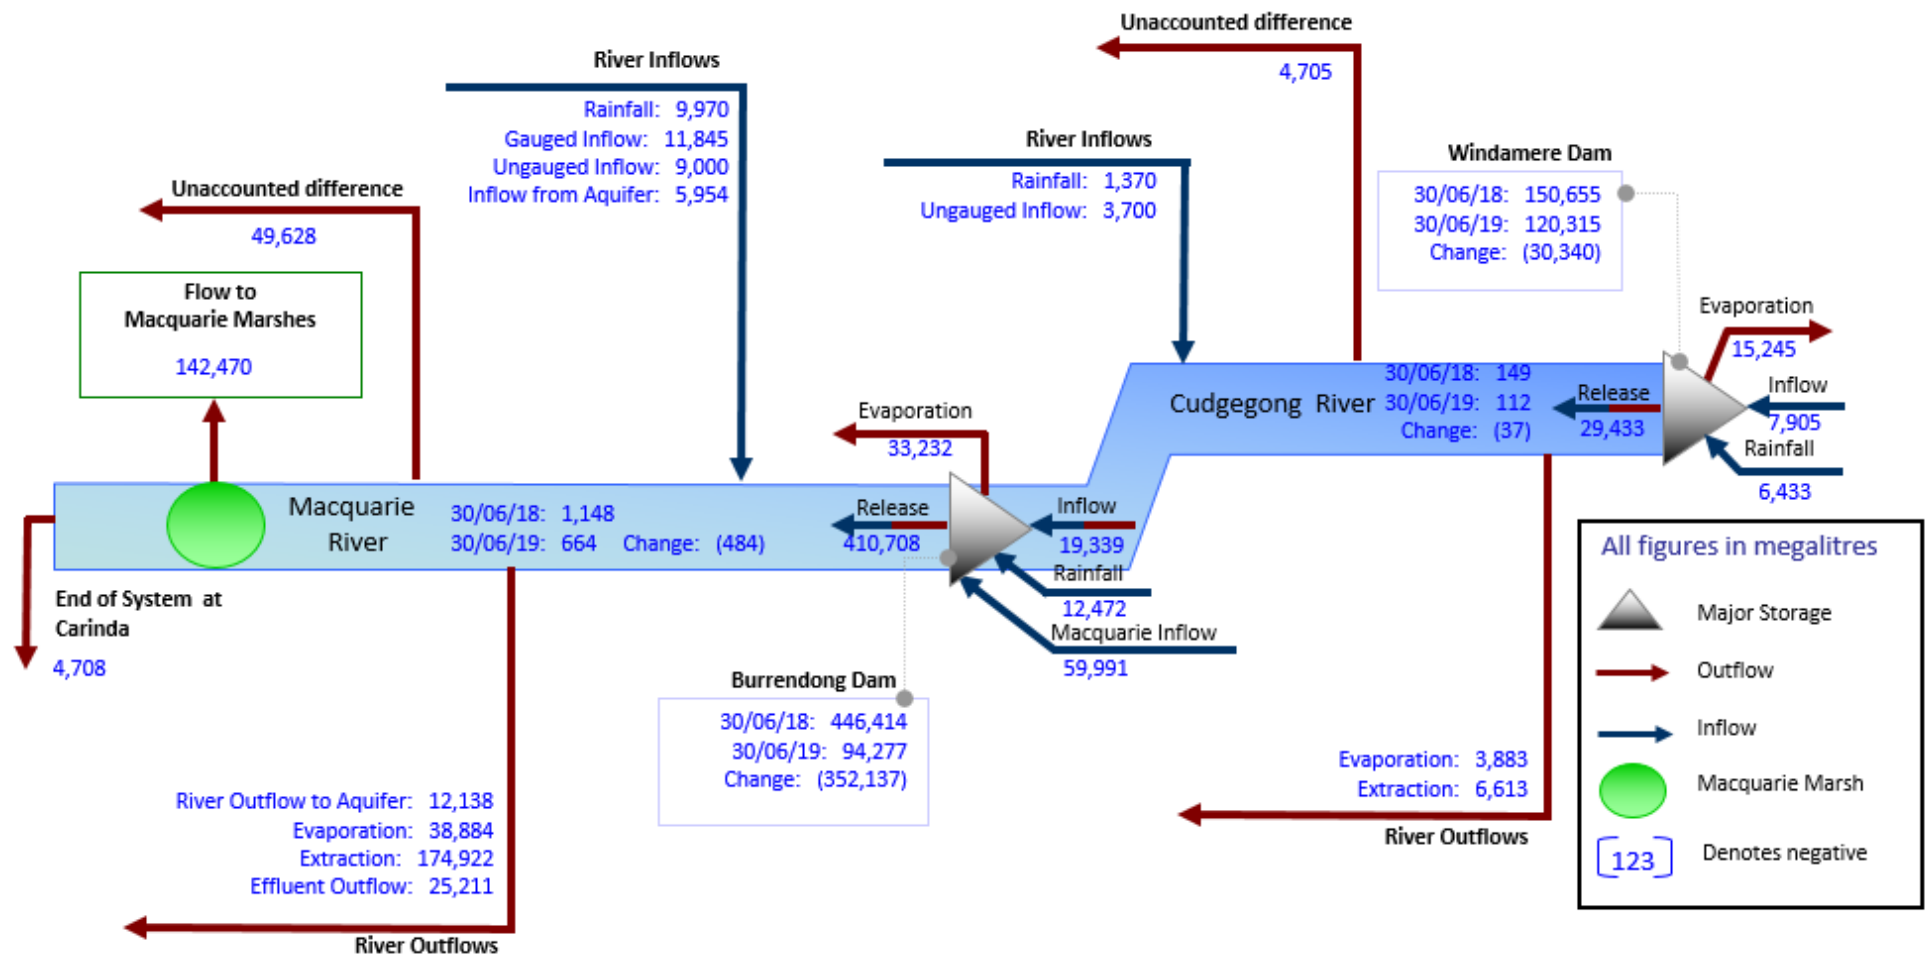 Unaccounted difference
4,705
River Inflows
Rainfall: 9,970
Gauged Inflow: 11,845
Ungauged Inflow: 9,000
Inflow from Aquifer: 5,954
River Inflows
Rainfall: 1,370
Ungauged Inflow: 3,700
Windamere Dam
30/06/18: 150,655
30/06/19: 120,315
Change: (30,340)
Unaccounted difference
49,628
Flow to
Macquarie Marshes
142,470
Evaporation
15,245
Inflow
7,905
Rainfall
6,433
Cudgegong River
30/06/18: 149
30/06/19: 112
Change: (37)
Release
29,433
Evaporation
33,232
Macquarie
River
30/06/18: 1,148
30/06/19: 664 Change: (484)
Release
410,708
Inflow
19,339
Rainfall
12,472
Macquarie Inflow
59,991
End of System at
Carinda
4,708
Burrendong Dam
30/06/18: 446,414
30/06/19: 94,277
Change: (352,137)
River Outflow to Aquifer: 12,138
Evaporation: 38,884
Extraction: 174,922
Effluent Outflow: 25,211
River Outflows
Evaporation: 3,883
Extraction: 6,613
River Outflows
All figures in megalitres
Major Storage
Outflow
Inflow
Macquarie Marsh
[123] Denotes negative